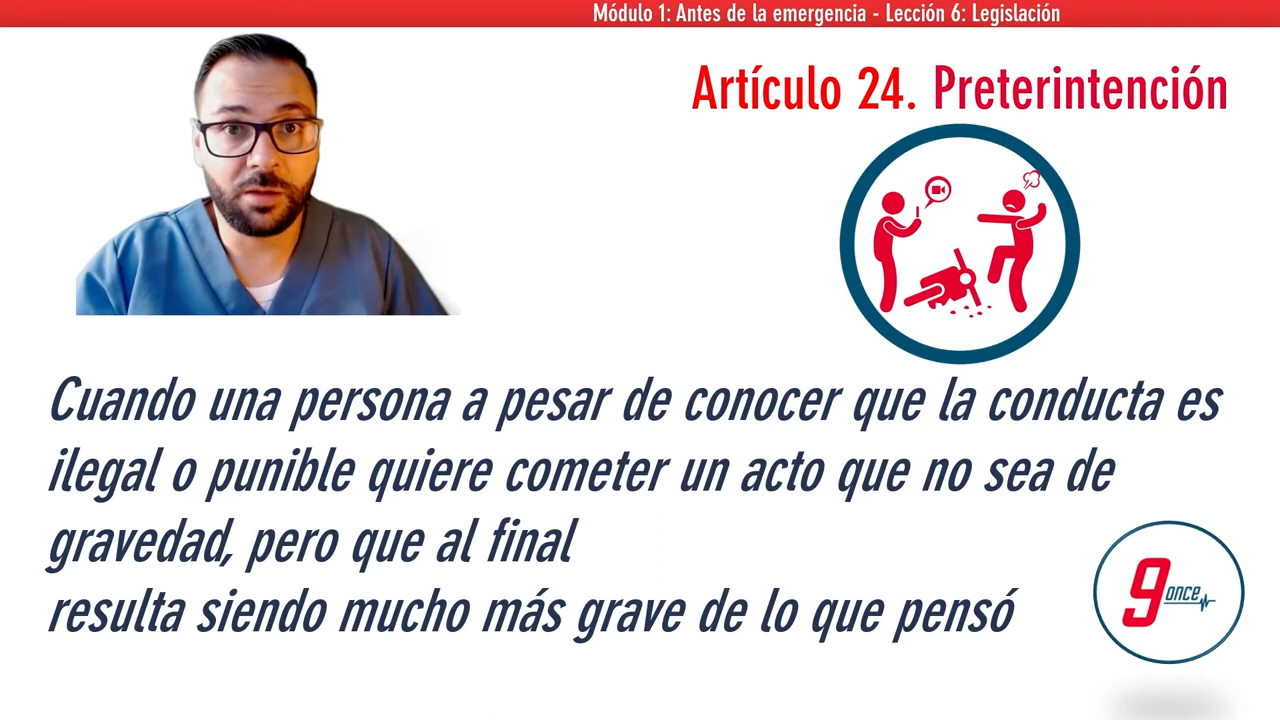 Módulo 1: Antes de la emergencia - Lección 6: Legislación
Artículo 24. Preterintención
Cuando una persona a pesar de conocer que la conducta es
ilegal o punible quiere cometer un acto que no sea de
gravedad, pero que al final
resulta siendo mucho más grave de lo que pensó
9once